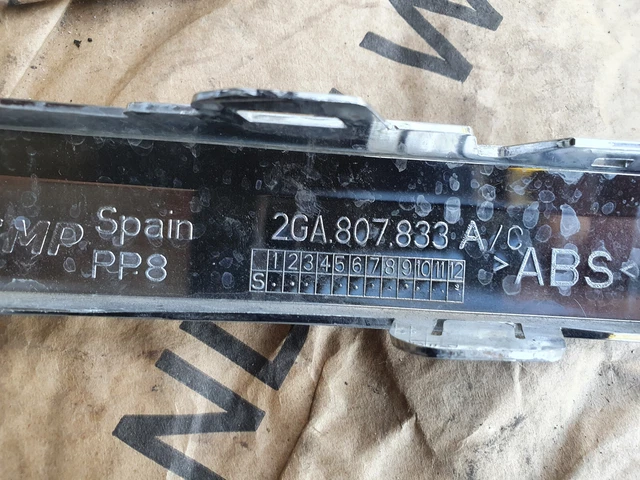 MP Spain
PP8
2GA.807.833 A/C
1 2 3 4 5 6 7 8 9 10 11 12
S
>ABS<